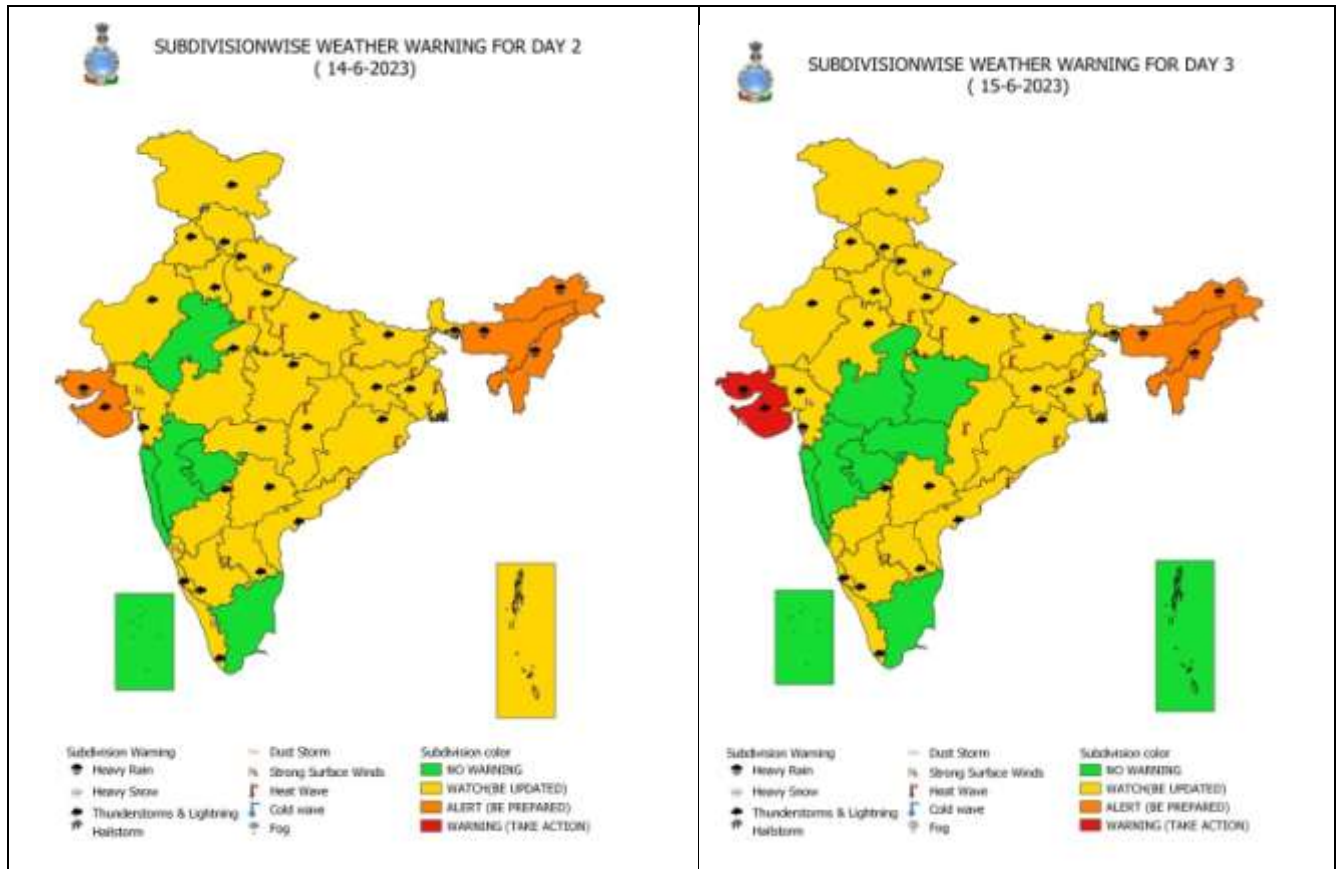 SUBDIVISIONWISE WEATHER WARNING FOR DAY 2
( 14-6-2023)
Subdivision Warning
Heavy Rain
Heavy Snow
Thunderstorms & Lightning
Hailstorm
Dust Storm
Strong Surface Winds
Heat Wave
Cold wave
Fog
Subdivision color
NO WARNING
WATCH(BE UPDATED)
ALERT (BE PREPARED)
WARNING (TAKE ACTION)
SUBDIVISIONWISE WEATHER WARNING FOR DAY 3
( 15-6-2023)
Subdivision Warning
Heavy Rain
Heavy Snow
Thunderstorms & Lightning
Hailstorm
Dust Storm
Strong Surface Winds
Heat Wave
Cold wave
Fog
Subdivision color
NO WARNING
WATCH(BE UPDATED)
ALERT (BE PREPARED)
WARNING (TAKE ACTION)